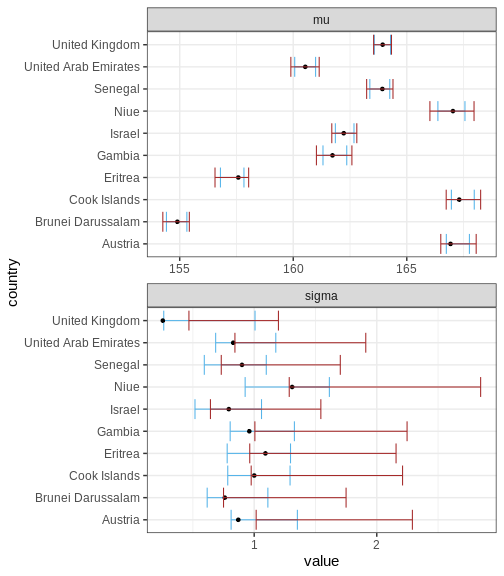 mu
United Kingdom
United Arab Emirates
Senegal
Niue
Israel
Gambia
Eritrea
Cook Islands
Brunei Darussalam
Austria
155 160 165
country
sigma
United Kingdom
United Arab Emirates
Senegal
Niue
Israel
Gambia
Eritrea
Cook Islands
Brunei Darussalam
Austria
1 2
value